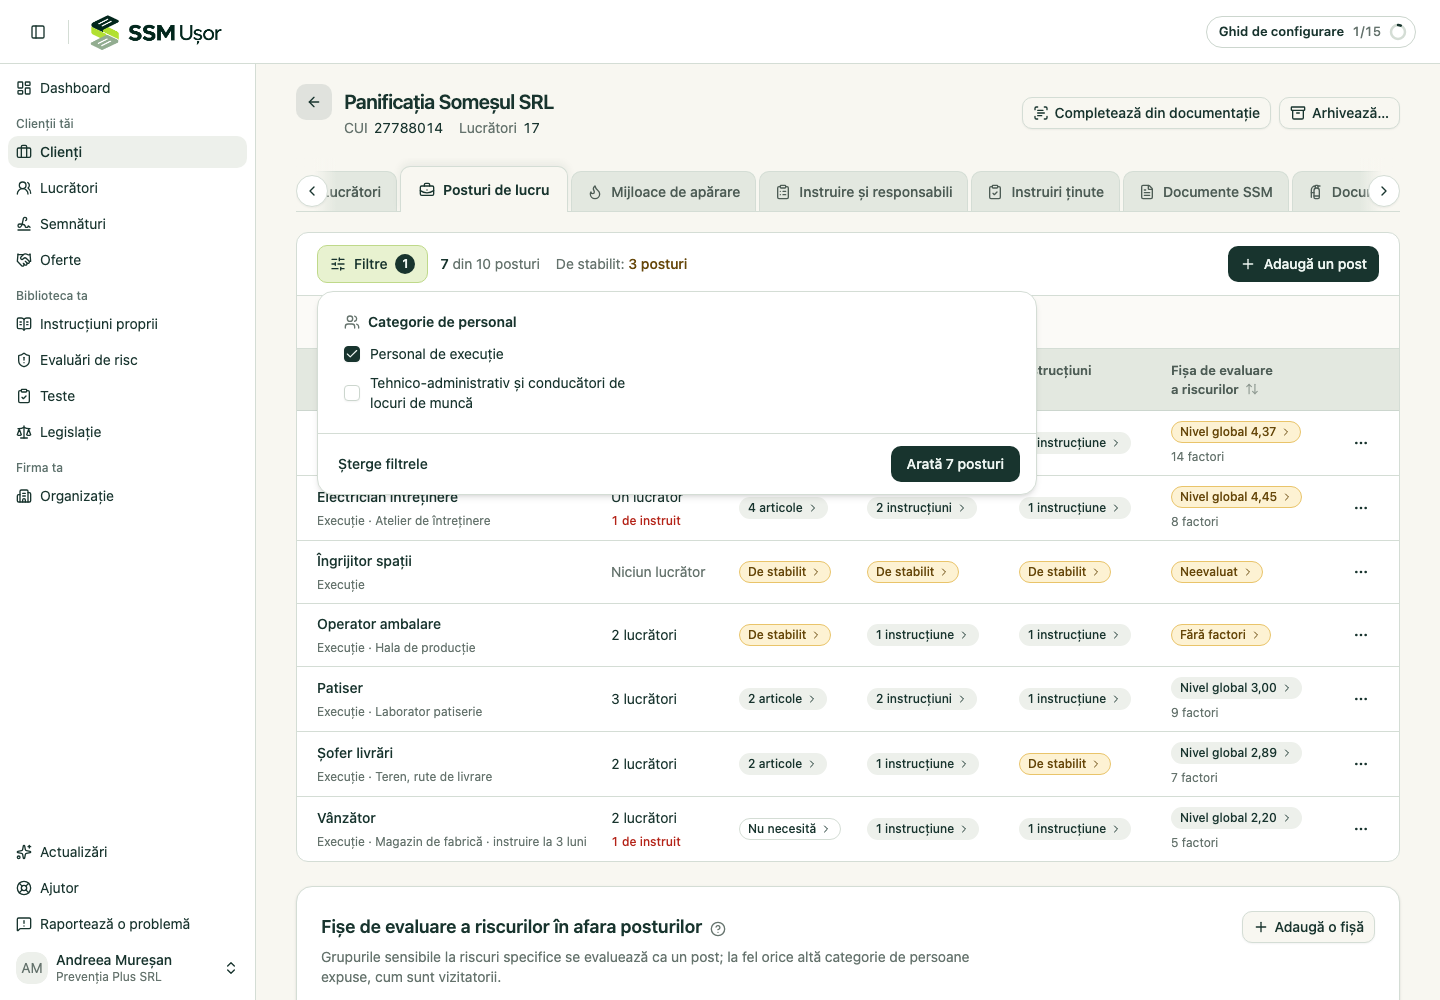 SSM Ușor
Ghid de configurare 1/15
Dashboard
Clienții tăi
Clienți
Lucrători
Semnături
Oferte
Biblioteca ta
Instrucțiuni proprii
Evaluări de risc
Teste
Legislație
Firma ta
Organizație
Actualizări
Ajutor
Raportează o problemă
AM
Andreea Mureșan
Prevenția Plus SRL
Panificația Someșul SRL
CUI 27788014 Lucrători 17
Completează din documentație
Arhivează...
Posturi de lucru
Mijloace de apărare
Instruire și responsabili
Instruiri ținute
Documente SSM
Filtre 1
7 din 10 posturi De stabilit: 3 posturi
Adaugă un post
Categorie de personal
Personal de execuție
Tehnico-administrativ și conducători de
locuri de muncă
Șterge filtrele
Arată 7 posturi
Fișa de evaluare
a riscurilor
instrucțiune
Nivel global 4,37
14 factori
Electrician întreținere
Execuție · Atelier de întreținere
Un lucrător
1 de instruit
4 articole
2 instrucțiuni
1 instrucțiune
Nivel global 4,45
8 factori
Îngrijitor spații
Execuție
Niciun lucrător
De stabilit
De stabilit
De stabilit
Neevaluat
Operator ambalare
Execuție · Hala de producție
2 lucrători
De stabilit
1 instrucțiune
1 instrucțiune
Fără factori
Patiser
Execuție · Laborator patiserie
3 lucrători
2 articole
2 instrucțiuni
1 instrucțiune
Nivel global 3,00
9 factori
Șofer livrări
Execuție · Teren, rute de livrare
2 lucrători
2 articole
1 instrucțiune
De stabilit
Nivel global 2,89
7 factori
Vânzător
Execuție · Magazin de fabrică · instruire la 3 luni
2 lucrători
1 de instruit
Nu necesită
1 instrucțiune
1 instrucțiune
Nivel global 2,20
5 factori
Fișe de evaluare a riscurilor în afara posturilor
Adaugă o fișă
Grupurile sensibile la riscuri specifice se evaluează ca un post; la fel orice altă categorie de persoane
expuse, cum sunt vizitatorii.